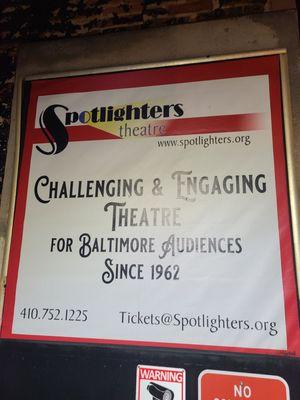 Spotlighters
theatre
www.spotlighters.org
Challenging & Engaging
Theatre
for Baltimore Audiences
Since 1962
410.752.1225 Tickets@Spotlighters.org
WARNING
NO